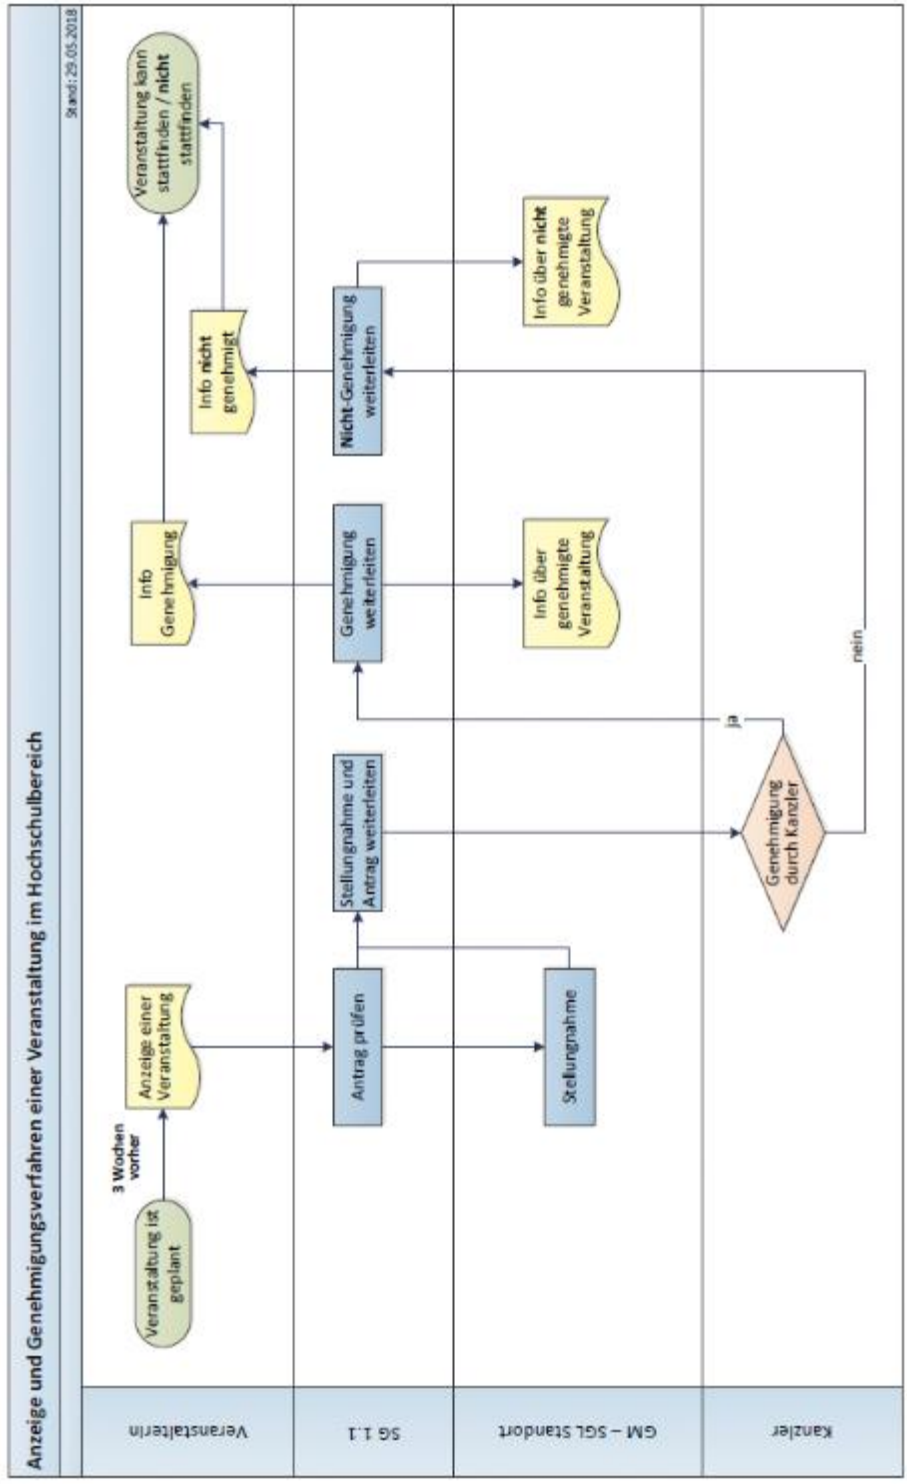 Anzeige und Genehmigungsverfahren einer Veranstaltung im Hochschulbereich
Stand: 29.05.2018
VeranstalterIn
Veranstaltung ist
geplant
3 Wochen
vorher
Anzeige einer
Veranstaltung
Info
Genehmigung
Info nicht
genehmigt
Veranstaltung kann
stattfinden / nicht
stattfinden
SG 1.1
Antrag prüfen
Stellungnahme und
Antrag weiterleiten
Genehmigung
weiterleiten
Nicht-Genehmigung
weiterleiten
GM – SGL Standort
Stellungnahme
Info über
genehmigte
Veranstaltung
Info über nicht
genehmigte
Veranstaltung
Kanzler
Genehmigung
durch Kanzler
ja
nein